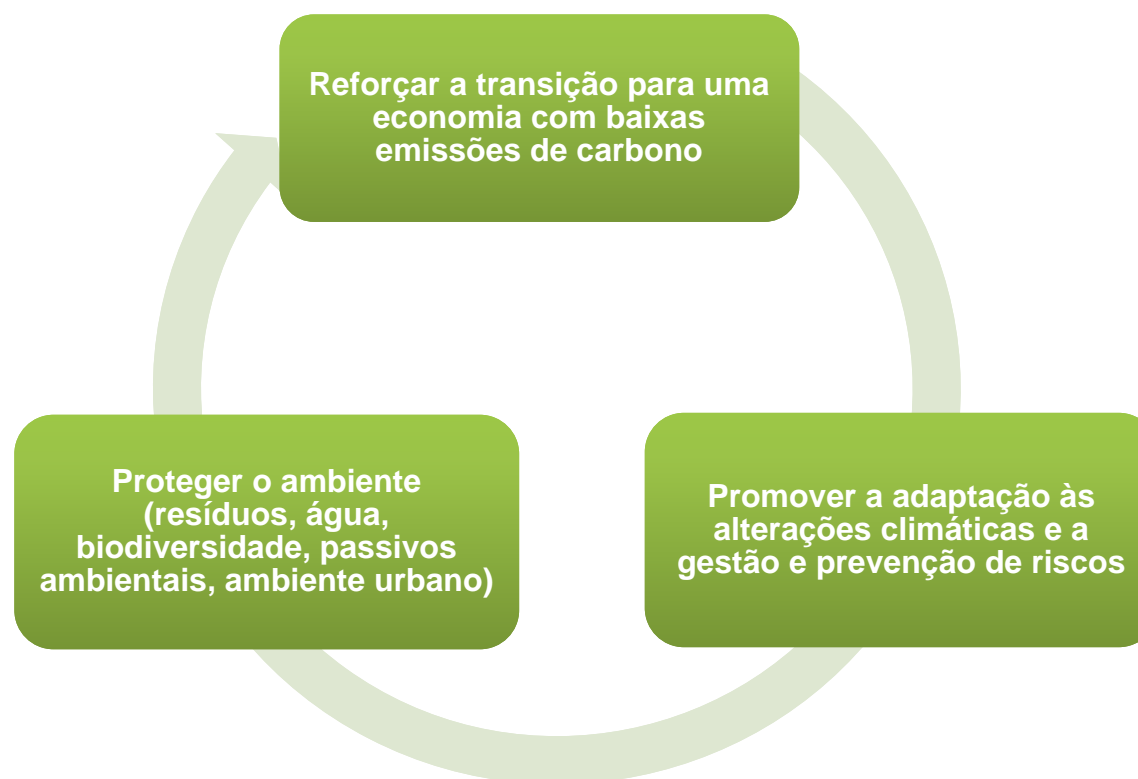 Reforçar a transição para uma
economia com baixas
emissões de carbono
Promover a adaptação às
alterações climáticas e a
gestão e prevenção de riscos
Proteger o ambiente
(resíduos, água,
biodiversidade, passivos
ambientais, ambiente urbano)